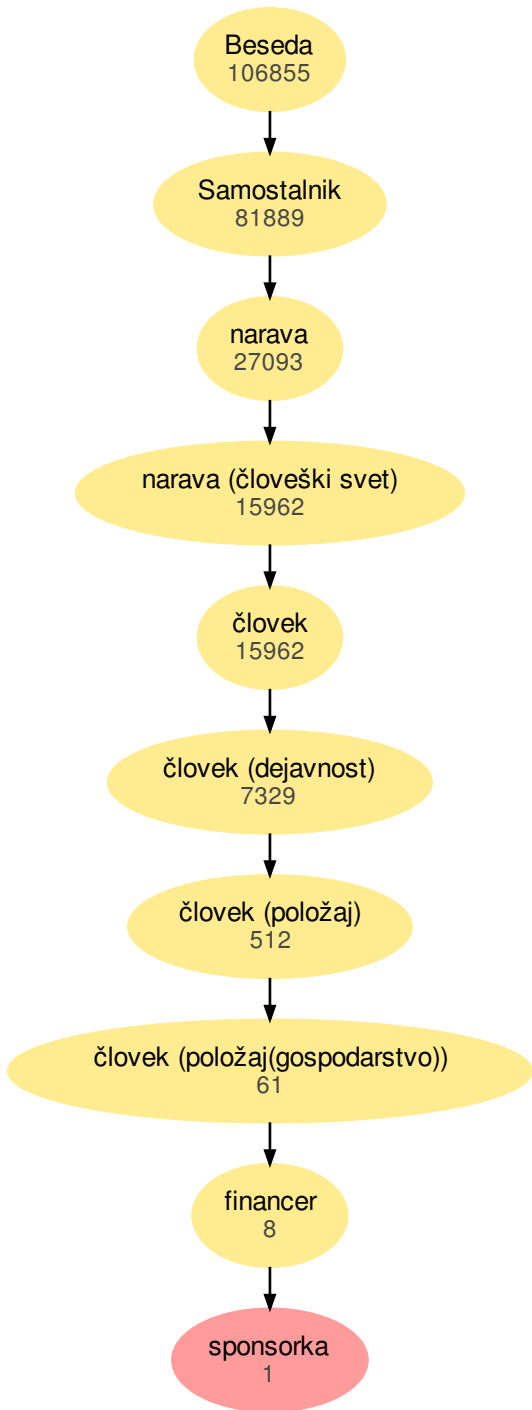 Beseda
106855
Samostalnik
81889
narava
27093
narava (človeški svet)
15962
človek
15962
človek (dejavnost)
7329
človek (položaj)
512
človek (položaj(gospodarstvo))
61
financer
8
sponsorka
1